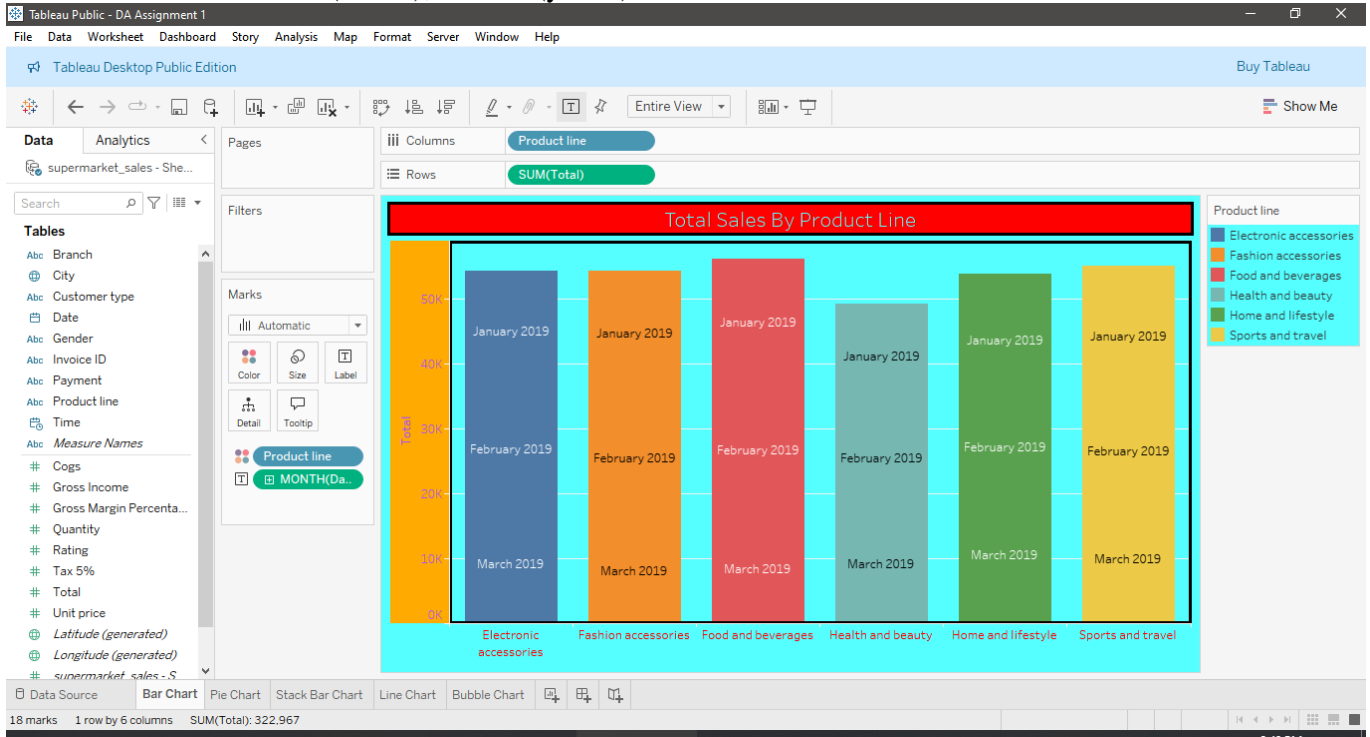 Tableau Public - DA Assignment 1
File Data Worksheet Dashboard Story Analysis Map Format Server Window Help
Tableau Desktop Public Edition Buy Tableau
Entire View Show Me
Data Analytics
supermarket_sales - She...
Search
Tables
Abc Branch
City
Abc Customer type
Date
Abc Gender
Abc Invoice ID
Abc Payment
Abc Product line
Time
Abc Measure Names
# Cogs
# Gross Income
# Gross Margin Percenta...
# Quantity
# Rating
# Tax 5%
# Total
# Unit price
Latitude (generated)
Longitude (generated)
# supermarket_sales - S
Pages
Filters
Marks
Automatic
Color Size Label
Detail Tooltip
Product line
MONTH(Da..
Columns Product line
Rows SUM(Total)
Total Sales By Product Line
Total
50K
40K
30K
20K
10K
0K
January 2019 January 2019 January 2019 January 2019 January 2019 January 2019
February 2019 February 2019 February 2019 February 2019 February 2019 February 2019
March 2019 March 2019 March 2019 March 2019 March 2019 March 2019
Electronic accessories Fashion accessories Food and beverages Health and beauty Home and lifestyle Sports and travel
Product line
Electronic accessories
Fashion accessories
Food and beverages
Health and beauty
Home and lifestyle
Sports and travel
Data Source Bar Chart Pie Chart Stack Bar Chart Line Chart Bubble Chart
18 marks 1 row by 6 columns SUM(Total): 322,967